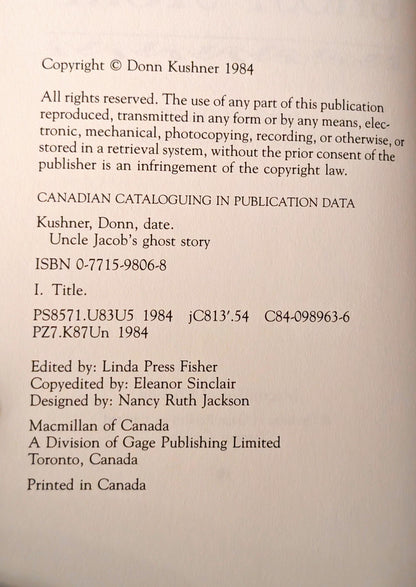 Copyright © Donn Kushner 1984
All rights reserved. The use of any part of this publication
reproduced, transmitted in any form or by any means, elec-
tronic, mechanical, photocopying, recording, or otherwise, or
stored in a retrieval system, without the prior consent of the
publisher is an infringement of the copyright law.
CANADIAN CATALOGUING IN PUBLICATION DATA
Kushner, Donn, date.
Uncle Jacob's ghost story
ISBN 0-7715-9806-8
I. Title.
PS8571.U83U5 1984 jC813'.54 C84-098963-6
PZ7.K87Un 1984
Edited by: Linda Press Fisher
Copyedited by: Eleanor Sinclair
Designed by: Nancy Ruth Jackson
Macmillan of Canada
A Division of Gage Publishing Limited
Toronto, Canada
Printed in Canada